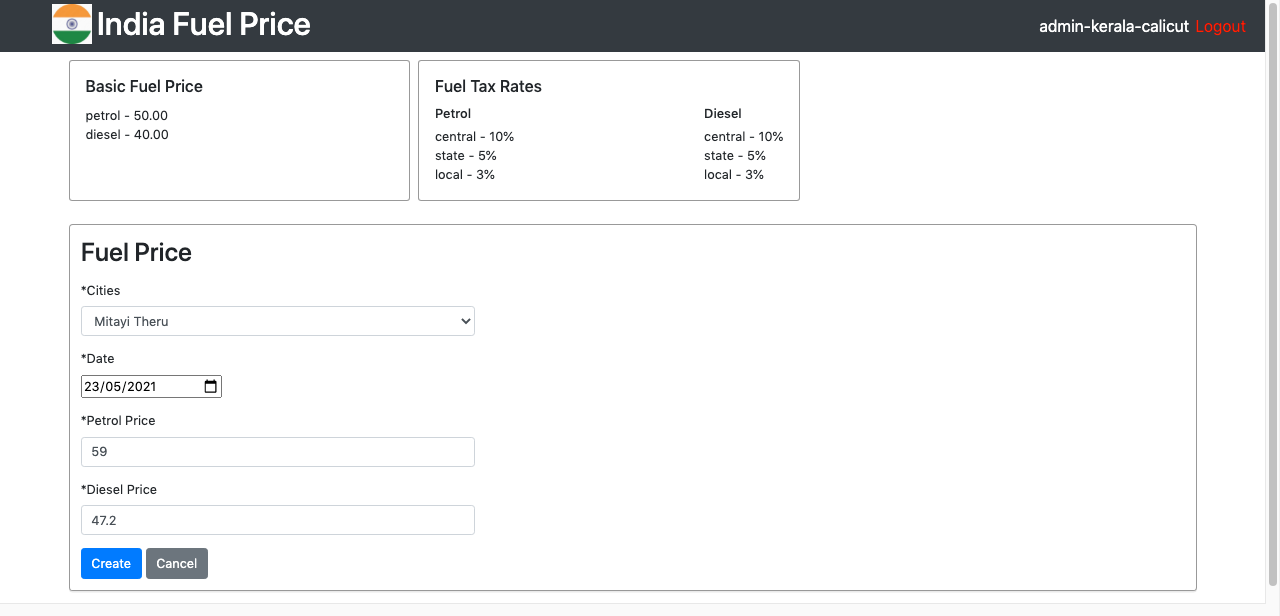 India Fuel Price
admin-kerala-calicut Logout
Basic Fuel Price
petrol - 50.00
diesel - 40.00
Fuel Tax Rates
Petrol
central - 10%
state - 5%
local - 3%
Diesel
central - 10%
state - 5%
local - 3%
Fuel Price
*Cities
Mitayi Theru
*Date
23/05/2021
*Petrol Price
59
*Diesel Price
47.2
Create Cancel